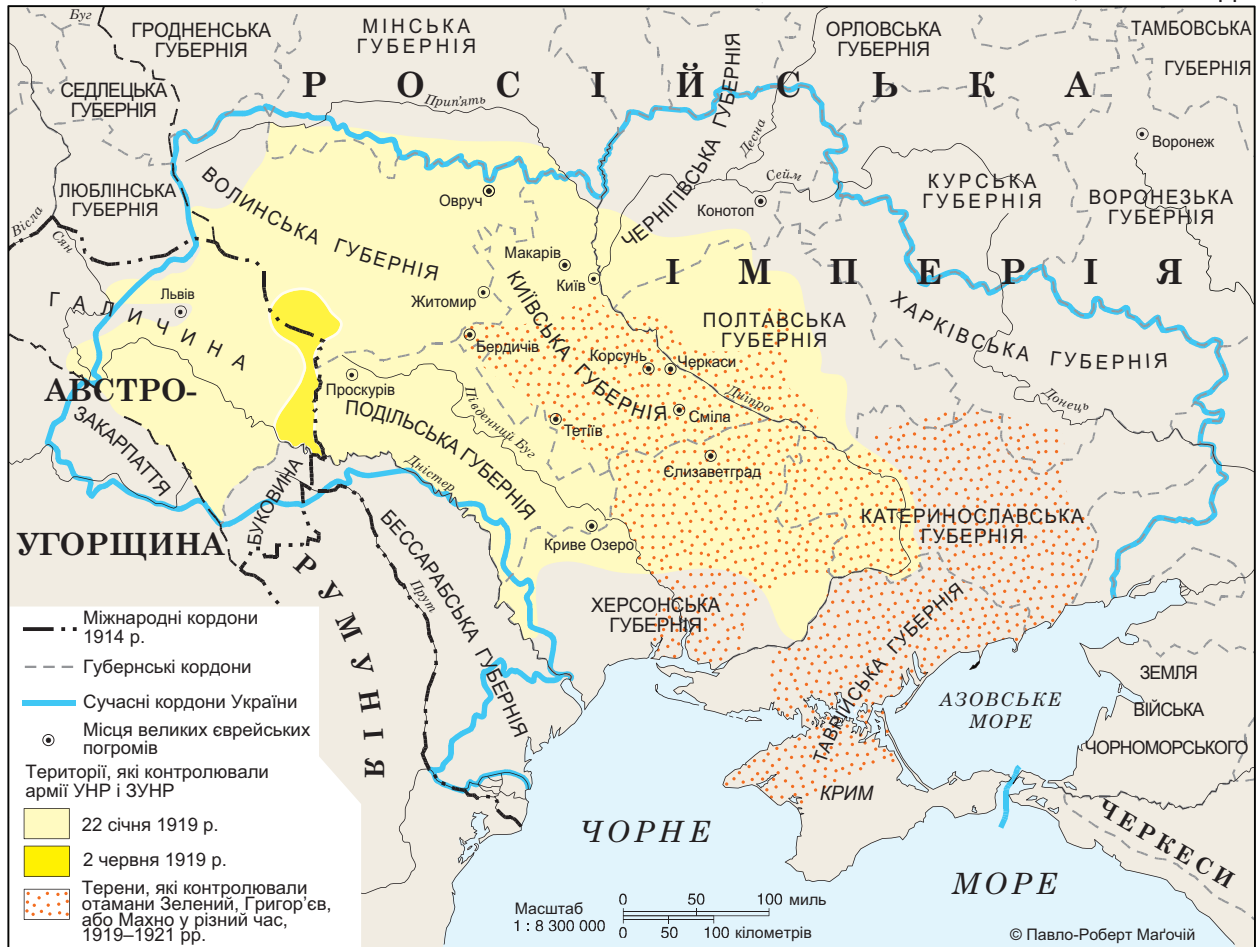 Буг
ГРОДНЕНСЬКА
ГУБЕРНІЯ
МІНСЬКА
ГУБЕРНІЯ
ОРЛОВСЬКА
ГУБЕРНІЯ
ТАМБОВСЬКА
ГУБЕРНІЯ
РОСІЙСЬКА
СЕДЛЕЦЬКА
ГУБЕРНІЯ
Прип'ять
Десна
Воронеж
ЛЮБЛІНСЬКА
ГУБЕРНІЯ
ВОЛИНСЬКА ГУБЕРНІЯ
Овруч
ЧЕРНІГІВСЬКА ГУБЕРНІЯ
Сейм
Конотоп
КУРСЬКА
ГУБЕРНІЯ
ВОРОНЕЗЬКА
ГУБЕРНІЯ
Вісла
Сян
Макарів
Київ
ІМПЕРІЯ
Львів
Житомир
ГАЛИЧИНА
КИЇВСЬКА ГУБЕРНІЯ
ПОЛТАВСЬКА
ГУБЕРНІЯ
ХАРКІВСЬКА ГУБЕРНІЯ
Бердичів
Корсунь
Черкаси
АВСТРО-
Проскурів
Південний Буг
Дніпро
Донець
ЗАКАРПАТТЯ
ПОДІЛЬСЬКА ГУБЕРНІЯ
Тетіїв
Сміла
Єлизаветград
Дністер
БУКОВИНА
УГОРЩИНА
Криве Озеро
КАТЕРИНОСЛАВСЬКА
ГУБЕРНІЯ
РУМУНІЯ
Прут
БЕССАРАБСЬКА ГУБЕРНІЯ
ХЕРСОНСЬКА
ГУБЕРНІЯ
ТАВРІЙСЬКА ГУБЕРНІЯ
АЗОВСЬКЕ
МОРЕ
ЗЕМЛЯ
ВІЙСЬКА
ЧОРНОМОРСЬКОГО
КРИМ
ЧЕРКЕСИ
ЧОРНЕ
МОРЕ
Міжнародні кордони
1914 р.
Губернські кордони
Сучасні кордони України
Місця великих єврейських
погромів
Території, які контролювали
армії УНР і ЗУНР
22 січня 1919 р.
2 червня 1919 р.
Терени, які контролювали
отамани Зелений, Григор'єв,
або Махно у різний час,
1919–1921 рр.
Масштаб
1 : 8 300 000
0 50 100 миль
0 50 100 кілометрів
© Павло-Роберт Маґочій